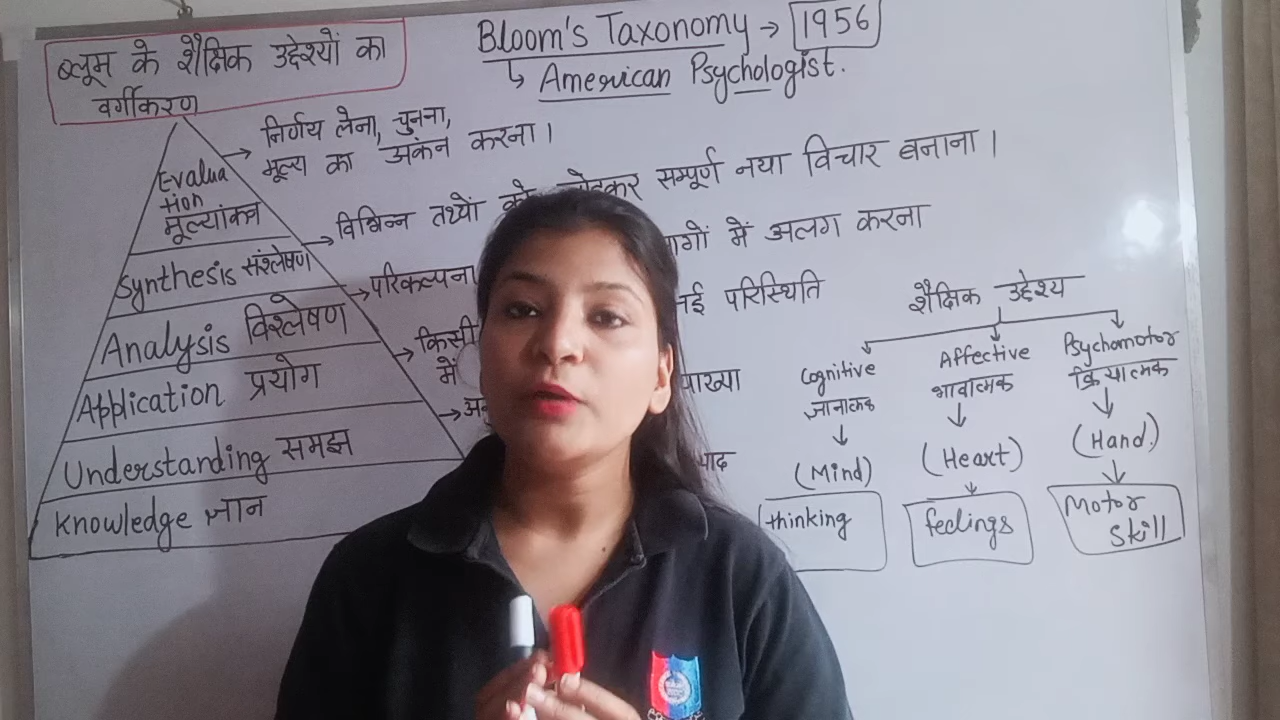 ब्लूम के शैक्षिक उद्देश्यों का
वर्गीकरण
Bloom's Taxonomy → 1956
↳ American Psychologist.
Evalua
tion
मूल्यांकन
→ निर्णय लेना, चुनना,
मूल्य का अंकन करना।
Synthesis संश्लेषण
→ विभिन्न तथ्यों को सम्पूर्ण नया विचार बनाना।
Analysis विश्लेषण
→ परिकल्पना में अलग करना
Application प्रयोग
→ किसी नई परिस्थिति
में
Understanding समझ
Knowledge ज्ञान
शैक्षिक उद्देश्य
Cognitive
ज्ञानात्मक
↓
(Mind)
thinking
Affective
भावात्मक
↓
(Heart)
↓
feelings
Psychomotor
क्रियात्मक
↓
(Hand)
↓
Motor
Skill